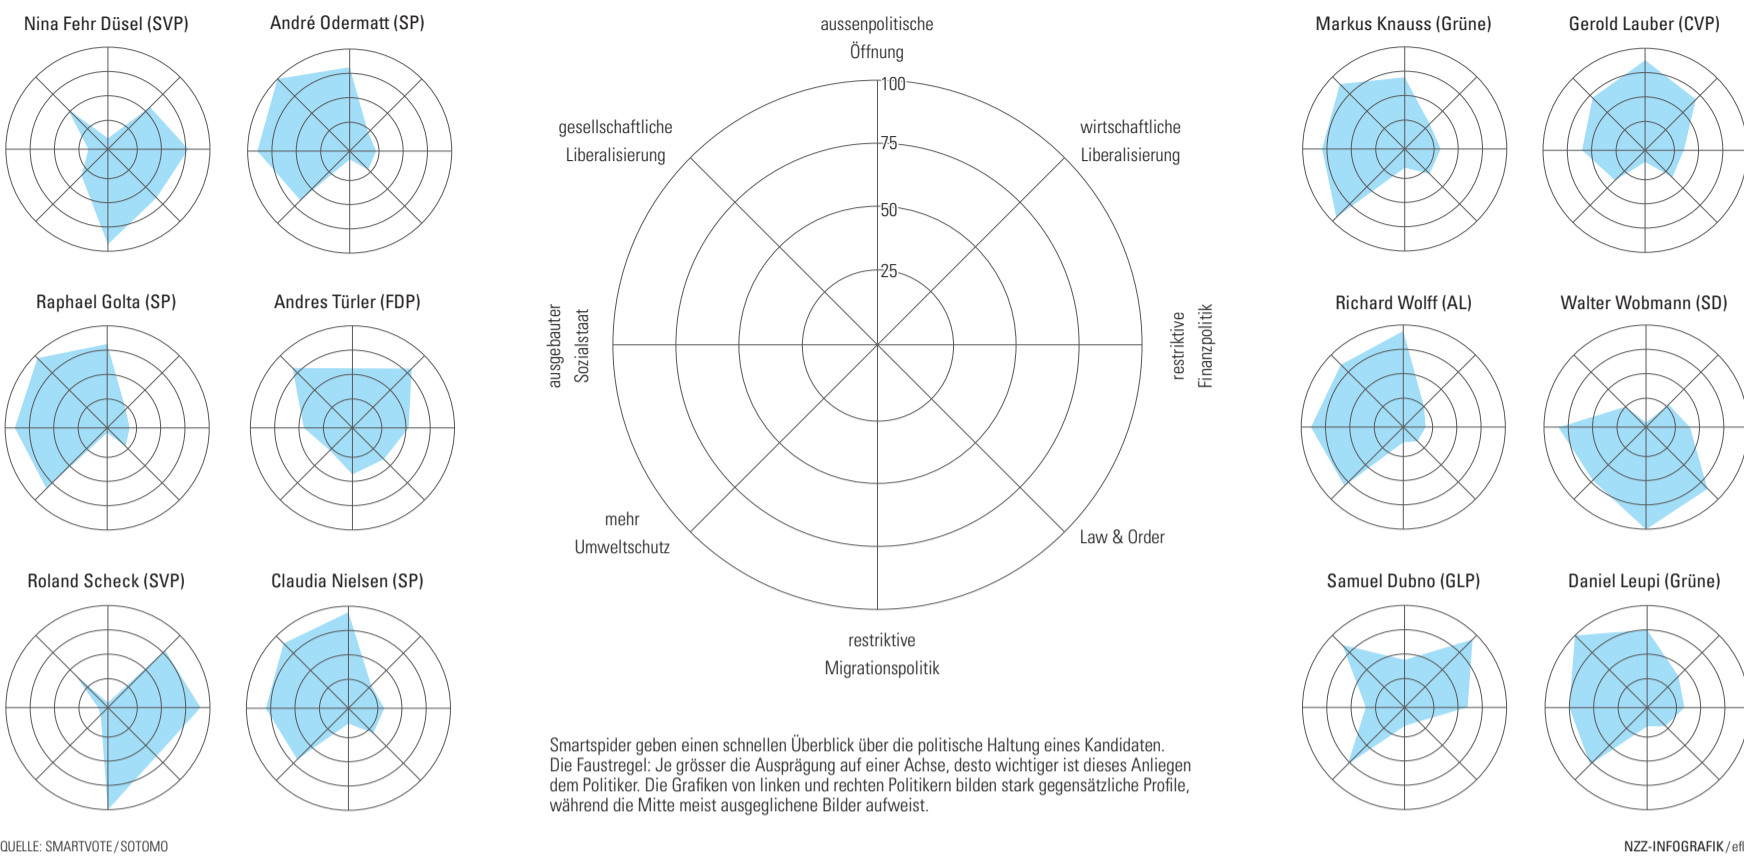 Nina Fehr Düsel (SVP)
André Odermatt (SP)
Raphael Golta (SP)
Andres Türler (FDP)
Roland Scheck (SVP)
Claudia Nielsen (SP)
aussenpolitische
Öffnung
100
75
50
25
gesellschaftliche
Liberalisierung
wirtschaftliche
Liberalisierung
ausgebauter
Sozialstaat
restriktive
Finanzpolitik
mehr
Umweltschutz
Law & Order
restriktive
Migrationspolitik
Smartspider geben einen schnellen Überblick über die politische Haltung eines Kandidaten.
Die Faustregel: Je grösser die Ausprägung auf einer Achse, desto wichtiger ist dieses Anliegen
dem Politiker. Die Grafiken von linken und rechten Politikern bilden stark gegensätzliche Profile,
während die Mitte meist ausgeglichene Bilder aufweist.
Markus Knauss (Grüne)
Gerold Lauber (CVP)
Richard Wolff (AL)
Walter Wobmann (SD)
Samuel Dubno (GLP)
Daniel Leupi (Grüne)
QUELLE: SMARTVOTE/SOTOMO
NZZ-INFOGRAFIK/